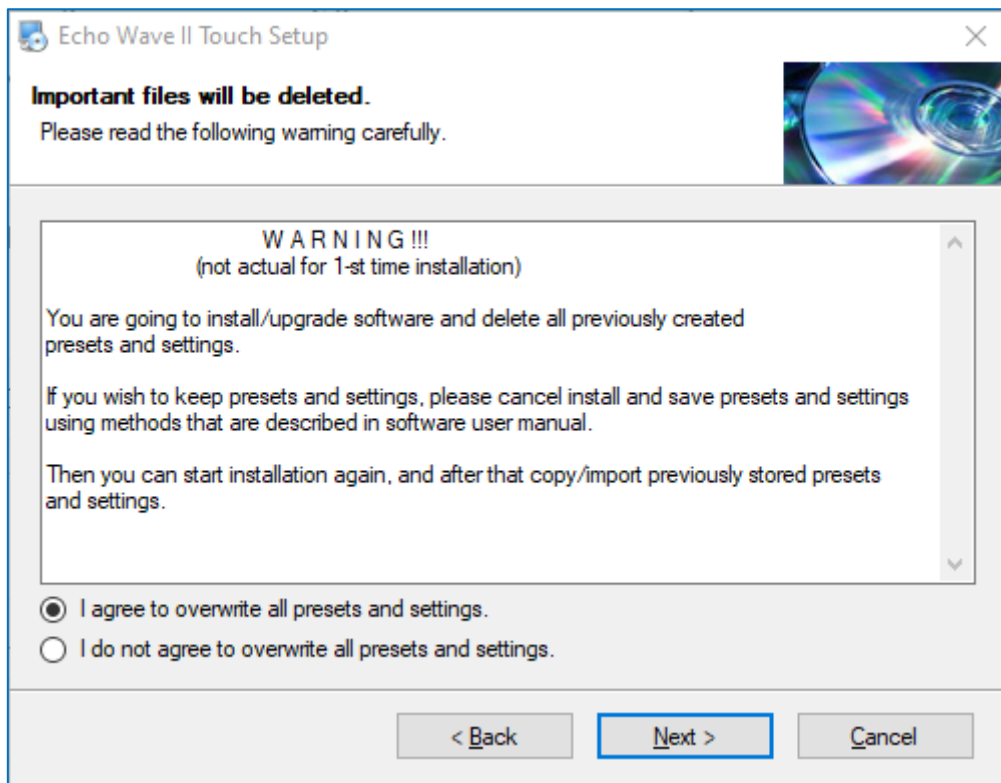 Echo Wave II Touch Setup
Important files will be deleted.
Please read the following warning carefully.
W A R N I N G !!!
(not actual for 1-st time installation)
You are going to install/upgrade software and delete all previously created
presets and settings.
If you wish to keep presets and settings, please cancel install and save presets and settings
using methods that are described in software user manual.
Then you can start installation again, and after that copy/import previously stored presets
and settings.
I agree to overwrite all presets and settings.
I do not agree to overwrite all presets and settings.
< Back
Next >
Cancel